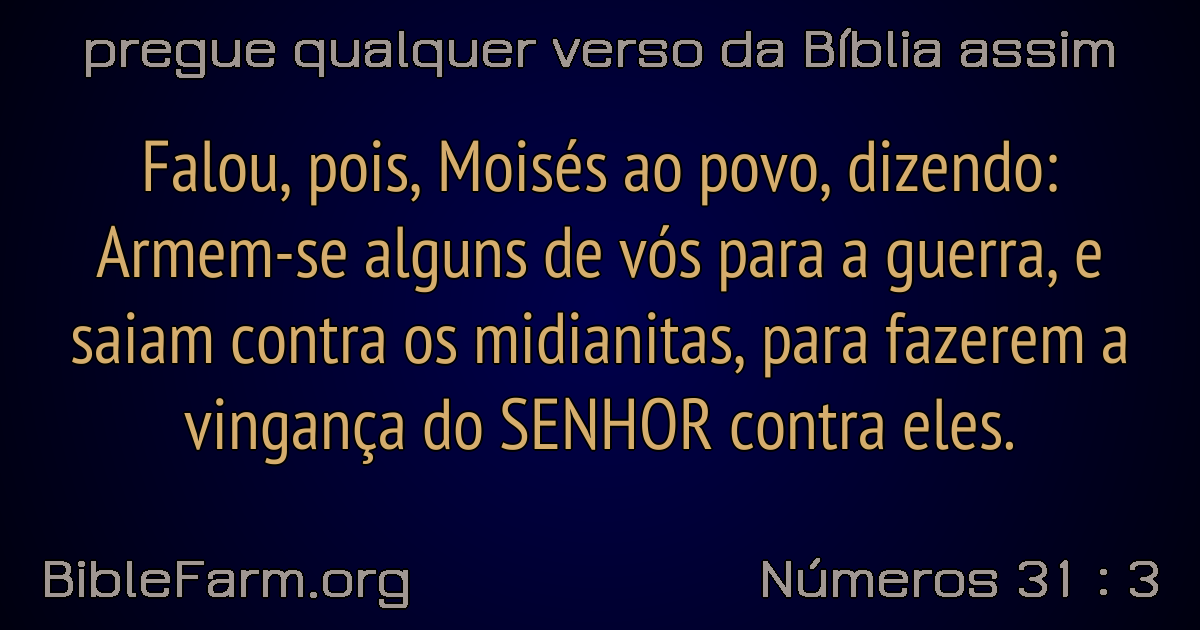 pregue qualquer verso da Bíblia assim
Falou, pois, Moisés ao povo, dizendo:
Armem-se alguns de vós para a guerra, e
saiam contra os midianitas, para fazerem a
vingança do SENHOR contra eles.
BibleFarm.org
Números 31 : 3